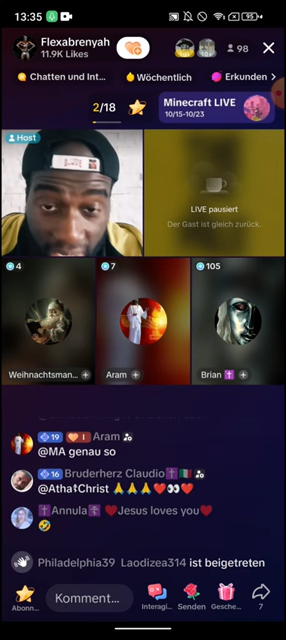 13:35
95
Flexabrenyah
11.9K Likes
98
Chatten und Int...
Wöchentlich
Erkunden
2/18
Minecraft LIVE
10/15-10/23
Host
LIVE pausiert
Der Gast ist gleich zurück.
4
7
105
Weihnachtsman...
Aram
Brian ✝️
19 ❤️ I Aram
@MA genau so
16 Bruderherz Claudio✝️🇮🇹
@Atha☦Christ 🙏🙏🙏❤️👀❤️
✝️Annula✝️ ❤️Jesus loves you❤️
🤣
Philadelphia39 Laodizea314 ist beigetreten
Abonn...
Komment...
Interagi...
Senden
Gesche...
7